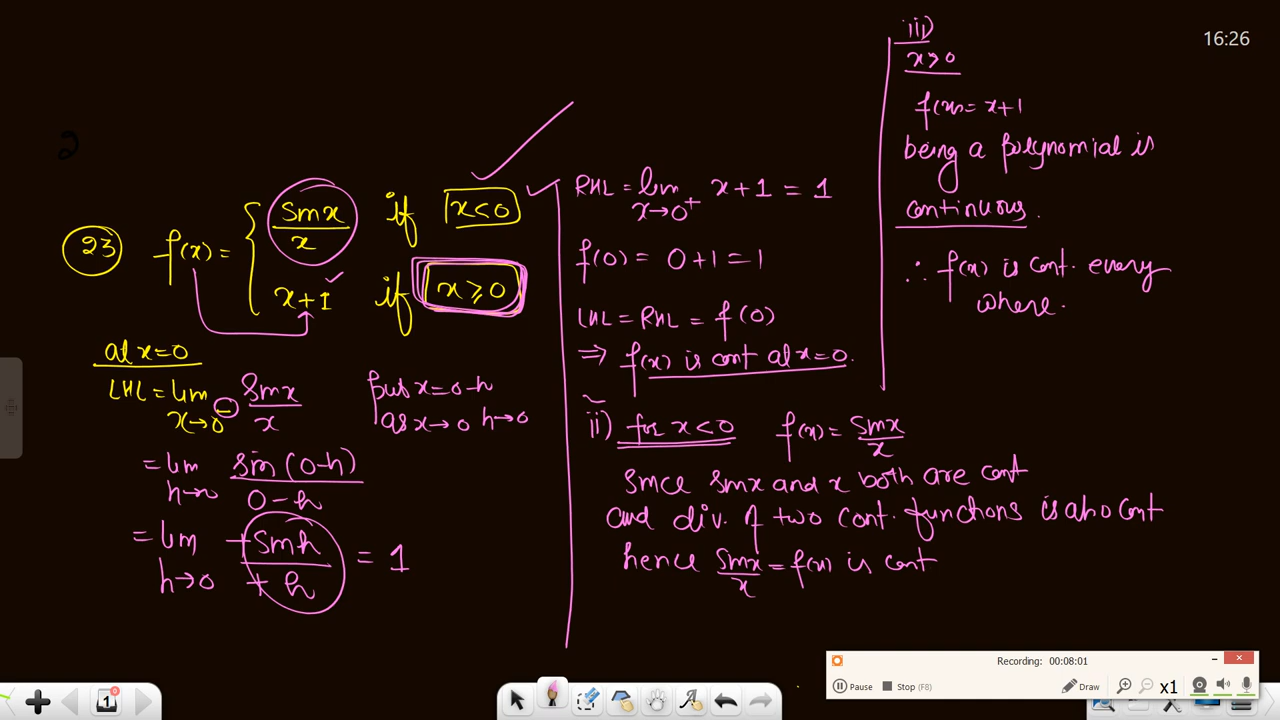 16:26
2
23 f(x) = { sinx/x if x<0
x+1 if x⩾0
at x=0
LHL = lim x→0⁻ sinx/x
put x=0-h
as x→0 h→0
= lim h→0 sin(0-h)/0-h
= lim h→0 -sinh/-h = 1
RHL = lim x→0⁺ x+1 = 1
f(0) = 0+1=1
LHL = RHL = f(0)
⇒ f(x) is cont at x=0.
ii) for x<0 f(x) = sinx/x
Since sinx and x both are cont
and div. of two cont. functions is also cont
hence sinx/x = f(x) is cont
iii)
x>0
f(x) = x+1
being a polynomial is
continuous.
∴ f(x) is cont. every
where.
Recording: 00:08:01
Pause Stop (F8) Draw x1
1
0